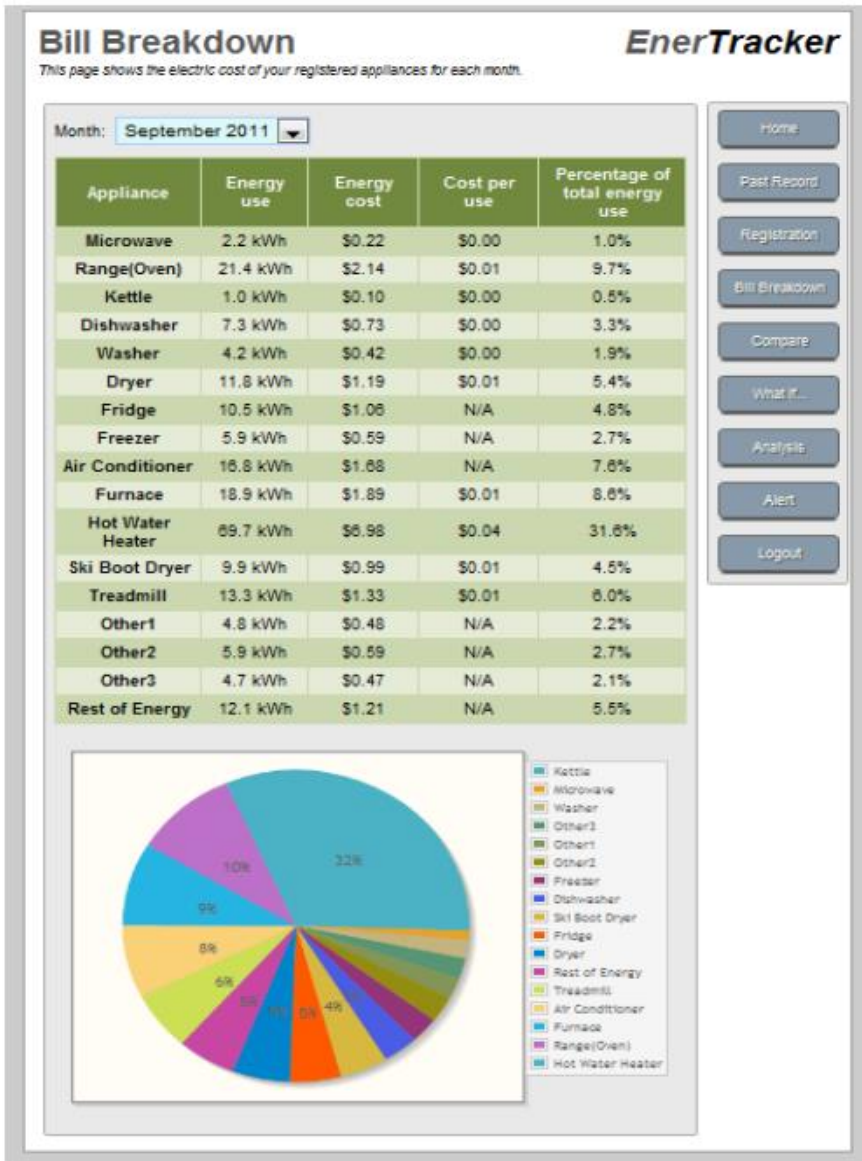 Bill Breakdown
EnerTracker
This page shows the electric cost of your registered appliances for each month.
Month: September 2011
Appliance Energy use Energy cost Cost per use Percentage of total energy use
Microwave 2.2 kWh $0.22 $0.00 1.0%
Range(Oven) 21.4 kWh $2.14 $0.01 9.7%
Kettle 1.0 kWh $0.10 $0.00 0.5%
Dishwasher 7.3 kWh $0.73 $0.00 3.3%
Washer 4.2 kWh $0.42 $0.00 1.9%
Dryer 11.8 kWh $1.19 $0.01 5.4%
Fridge 10.5 kWh $1.06 N/A 4.8%
Freezer 5.9 kWh $0.59 N/A 2.7%
Air Conditioner 16.8 kWh $1.68 N/A 7.6%
Furnace 18.9 kWh $1.89 $0.01 8.6%
Hot Water Heater 69.7 kWh $6.98 $0.04 31.6%
Ski Boot Dryer 9.9 kWh $0.99 $0.01 4.5%
Treadmill 13.3 kWh $1.33 $0.01 6.0%
Other1 4.8 kWh $0.48 N/A 2.2%
Other2 5.9 kWh $0.59 N/A 2.7%
Other3 4.7 kWh $0.47 N/A 2.1%
Rest of Energy 12.1 kWh $1.21 N/A 5.5%
Home
Past Record
Registration
Bill Breakdown
Compare
What If...
Analysis
Alert
Logout
32%
10%
9%
8%
6%
5%
5%
4%
Kettle
Microwave
Washer
Other3
Other1
Other2
Freezer
Dishwasher
Ski Boot Dryer
Fridge
Dryer
Rest of Energy
Treadmill
Air Conditioner
Furnace
Range(Oven)
Hot Water Heater